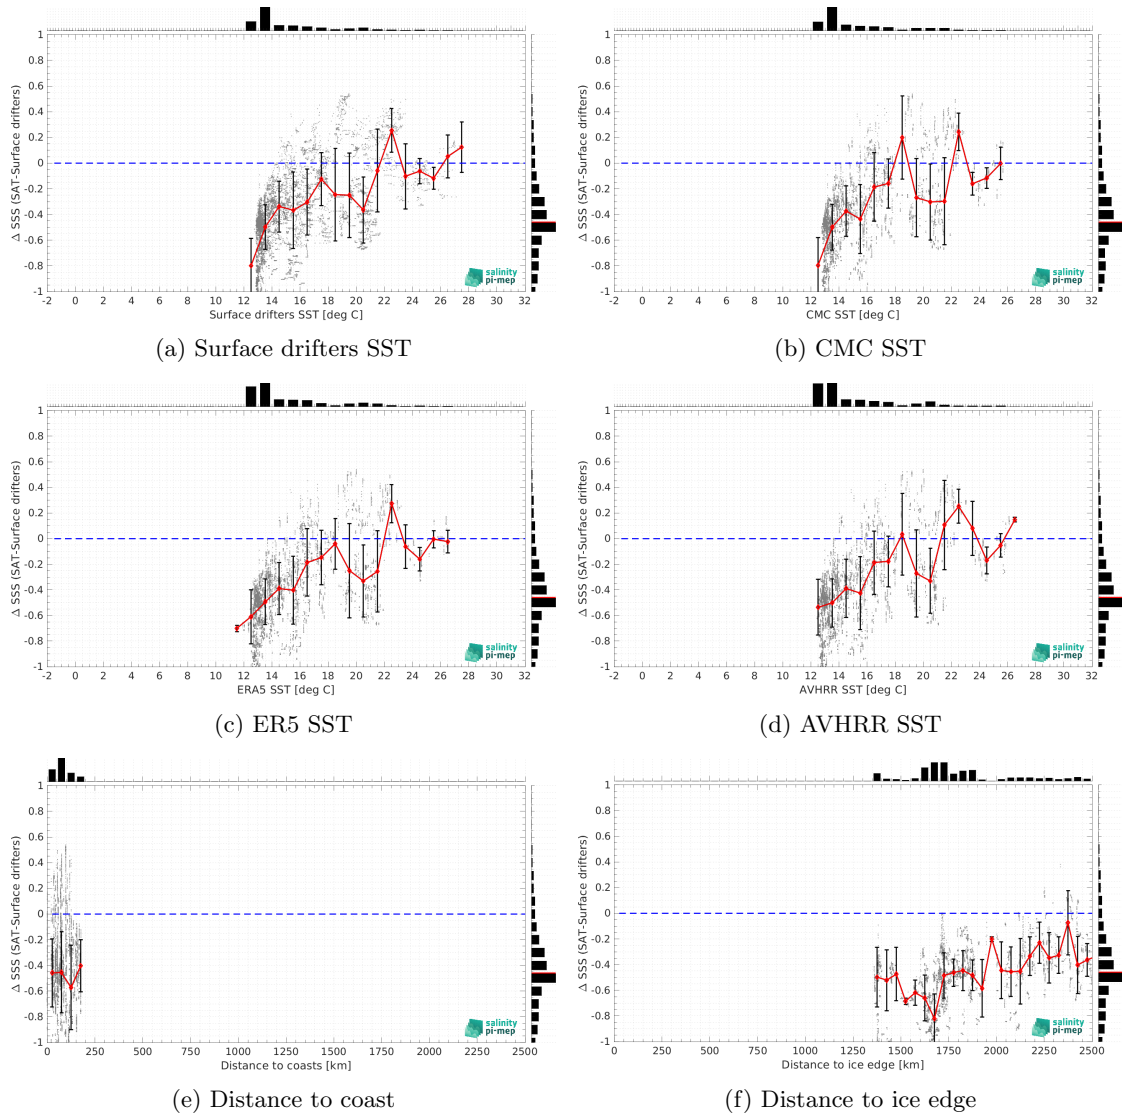 1
0.8
0.6
0.4
0.2
0
-0.2
-0.4
-0.6
-0.8
-1
Δ SSS (SAT-Surface drifters)
-2 0 2 4 6 8 10 12 14 16 18 20 22 24 26 28 30 32
Surface drifters SST [deg C]
salinity
pi-mep
(a) Surface drifters SST
1
0.8
0.6
0.4
0.2
0
-0.2
-0.4
-0.6
-0.8
-1
Δ SSS (SAT-Surface drifters)
-2 0 2 4 6 8 10 12 14 16 18 20 22 24 26 28 30 32
CMC SST [deg C]
salinity
pi-mep
(b) CMC SST
1
0.8
0.6
0.4
0.2
0
-0.2
-0.4
-0.6
-0.8
-1
Δ SSS (SAT-Surface drifters)
-2 0 2 4 6 8 10 12 14 16 18 20 22 24 26 28 30 32
ERA5 SST [deg C]
salinity
pi-mep
(c) ER5 SST
1
0.8
0.6
0.4
0.2
0
-0.2
-0.4
-0.6
-0.8
-1
Δ SSS (SAT-Surface drifters)
-2 0 2 4 6 8 10 12 14 16 18 20 22 24 26 28 30 32
AVHRR SST [deg C]
salinity
pi-mep
(d) AVHRR SST
1
0.8
0.6
0.4
0.2
0
-0.2
-0.4
-0.6
-0.8
-1
Δ SSS (SAT-Surface drifters)
0 250 500 750 1000 1250 1500 1750 2000 2250 2500
Distance to coasts [km]
salinity
pi-mep
(e) Distance to coast
1
0.8
0.6
0.4
0.2
0
-0.2
-0.4
-0.6
-0.8
-1
Δ SSS (SAT-Surface drifters)
0 250 500 750 1000 1250 1500 1750 2000 2250 2500
Distance to ice edge [km]
salinity
pi-mep
(f) Distance to ice edge